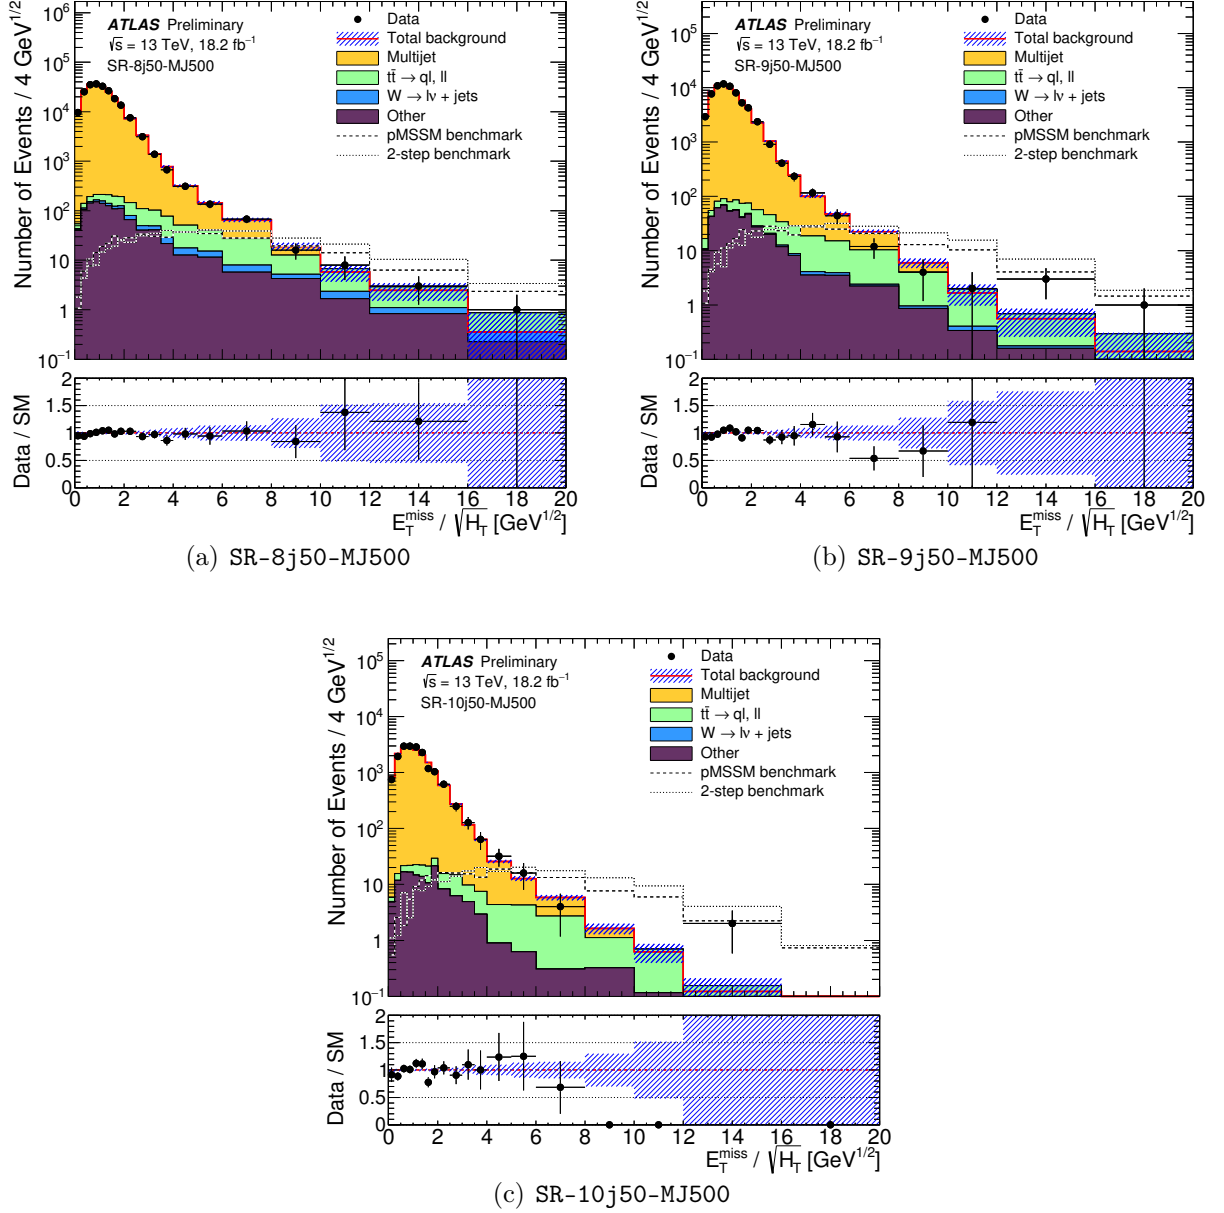 ATLAS Preliminary
√s = 13 TeV, 18.2 fb⁻¹
SR-8j50-MJ500
Data
Total background
Multijet
tt̄ → ql, ll
W → lν + jets
Other
pMSSM benchmark
2-step benchmark
Number of Events / 4 GeV^{1/2}
10⁶
10⁵
10⁴
10³
10²
10
1
10⁻¹
Data / SM
2
1.5
1
0.5
0
0 2 4 6 8 10 12 14 16 18 20
E_T^miss / √H_T [GeV^{1/2}]
(a) SR-8j50-MJ500
ATLAS Preliminary
√s = 13 TeV, 18.2 fb⁻¹
SR-9j50-MJ500
Data
Total background
Multijet
tt̄ → ql, ll
W → lν + jets
Other
pMSSM benchmark
2-step benchmark
Number of Events / 4 GeV^{1/2}
10⁵
10⁴
10³
10²
10
1
10⁻¹
Data / SM
2
1.5
1
0.5
0
0 2 4 6 8 10 12 14 16 18 20
E_T^miss / √H_T [GeV^{1/2}]
(b) SR-9j50-MJ500
ATLAS Preliminary
√s = 13 TeV, 18.2 fb⁻¹
SR-10j50-MJ500
Data
Total background
Multijet
tt̄ → ql, ll
W → lν + jets
Other
pMSSM benchmark
2-step benchmark
Number of Events / 4 GeV^{1/2}
10⁵
10⁴
10³
10²
10
1
10⁻¹
Data / SM
2
1.5
1
0.5
0
0 2 4 6 8 10 12 14 16 18 20
E_T^miss / √H_T [GeV^{1/2}]
(c) SR-10j50-MJ500